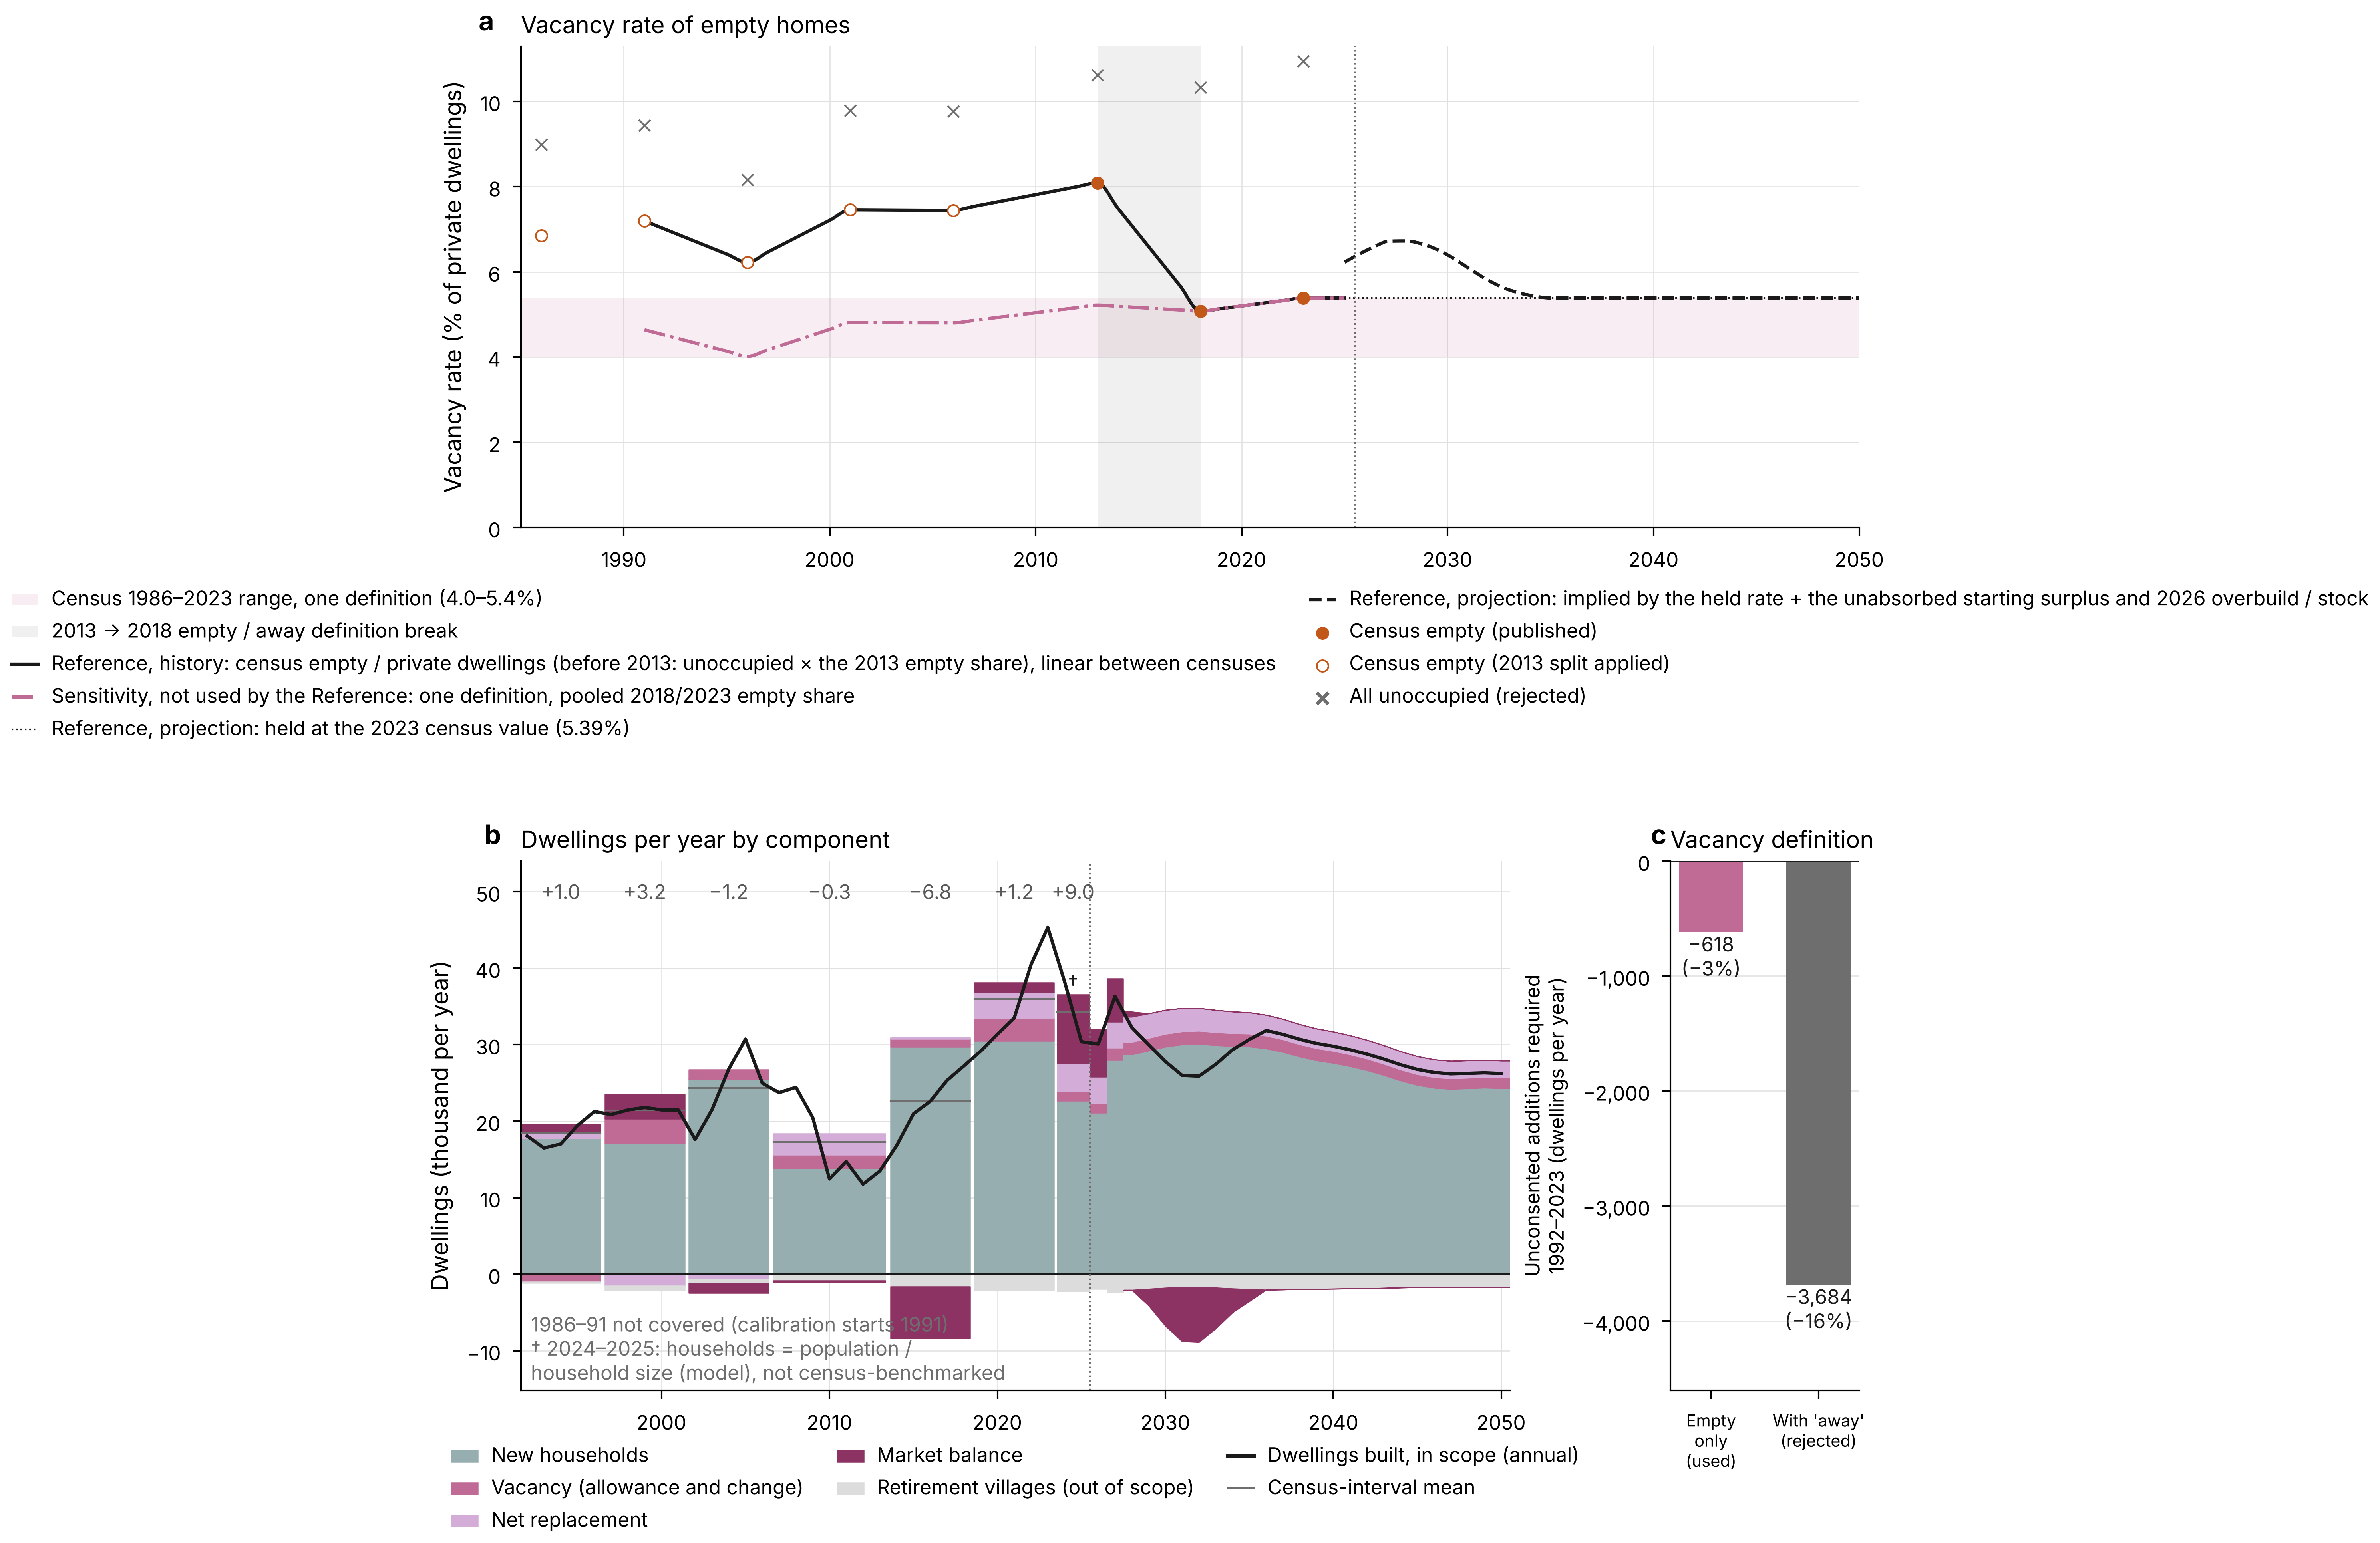 a Vacancy rate of empty homes
Vacancy rate (% of private dwellings)
10
8
6
4
2
0
1990 2000 2010 2020 2030 2040 2050
Census 1986–2023 range, one definition (4.0–5.4%)
2013 → 2018 empty / away definition break
Reference, history: census empty / private dwellings (before 2013: unoccupied × the 2013 empty share), linear between censuses
Sensitivity, not used by the Reference: one definition, pooled 2018/2023 empty share
Reference, projection: held at the 2023 census value (5.39%)
Reference, projection: implied by the held rate + the unabsorbed starting surplus and 2026 overbuild / stock
Census empty (published)
Census empty (2013 split applied)
All unoccupied (rejected)
b Dwellings per year by component
Dwellings (thousand per year)
50
40
30
20
10
0
−10
+1.0 +3.2 −1.2 −0.3 −6.8 +1.2 +9.0
†
1986–91 not covered (calibration starts 1991)
† 2024–2025: households = population /
household size (model), not census-benchmarked
2000 2010 2020 2030 2040 2050
New households
Vacancy (allowance and change)
Net replacement
Market balance
Retirement villages (out of scope)
Dwellings built, in scope (annual)
Census-interval mean
c Vacancy definition
Unconsented additions required
1992–2023 (dwellings per year)
0
−1,000
−2,000
−3,000
−4,000
−618
(−3%)
−3,684
(−16%)
Empty
only
(used)
With 'away'
(rejected)